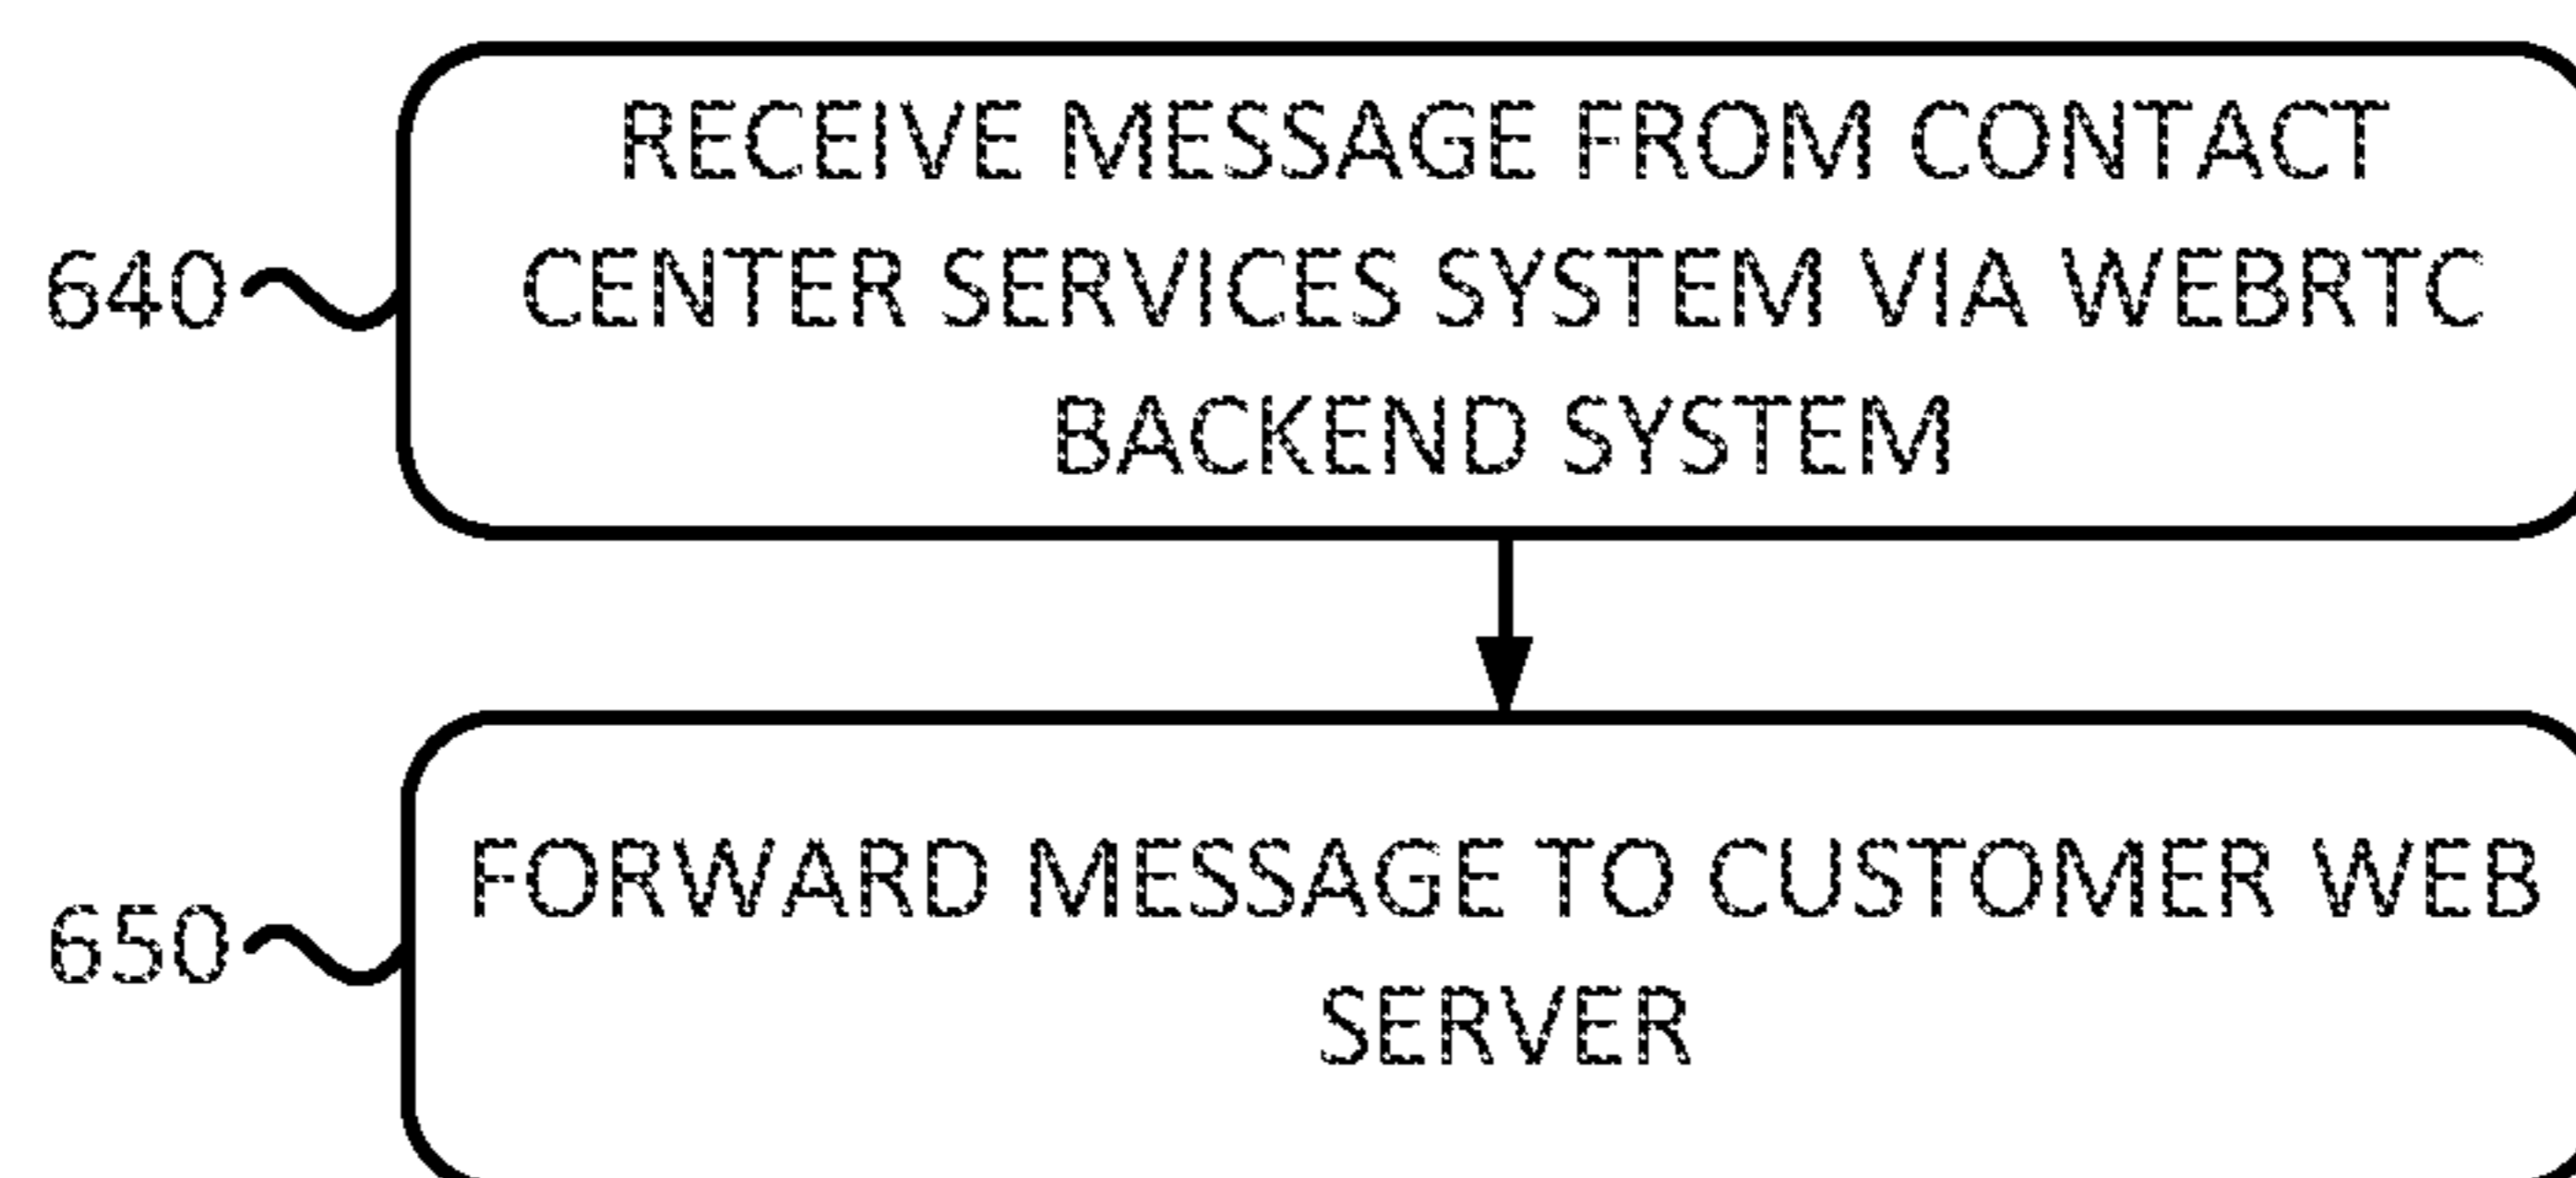 RECEIVE MESSAGE FROM CONTACT
640 CENTER SERVICES SYSTEM VIA WEBRTC
BACKEND SYSTEM
FORWARD MESSAGE TO CUSTOMER WEB
650
SERVER